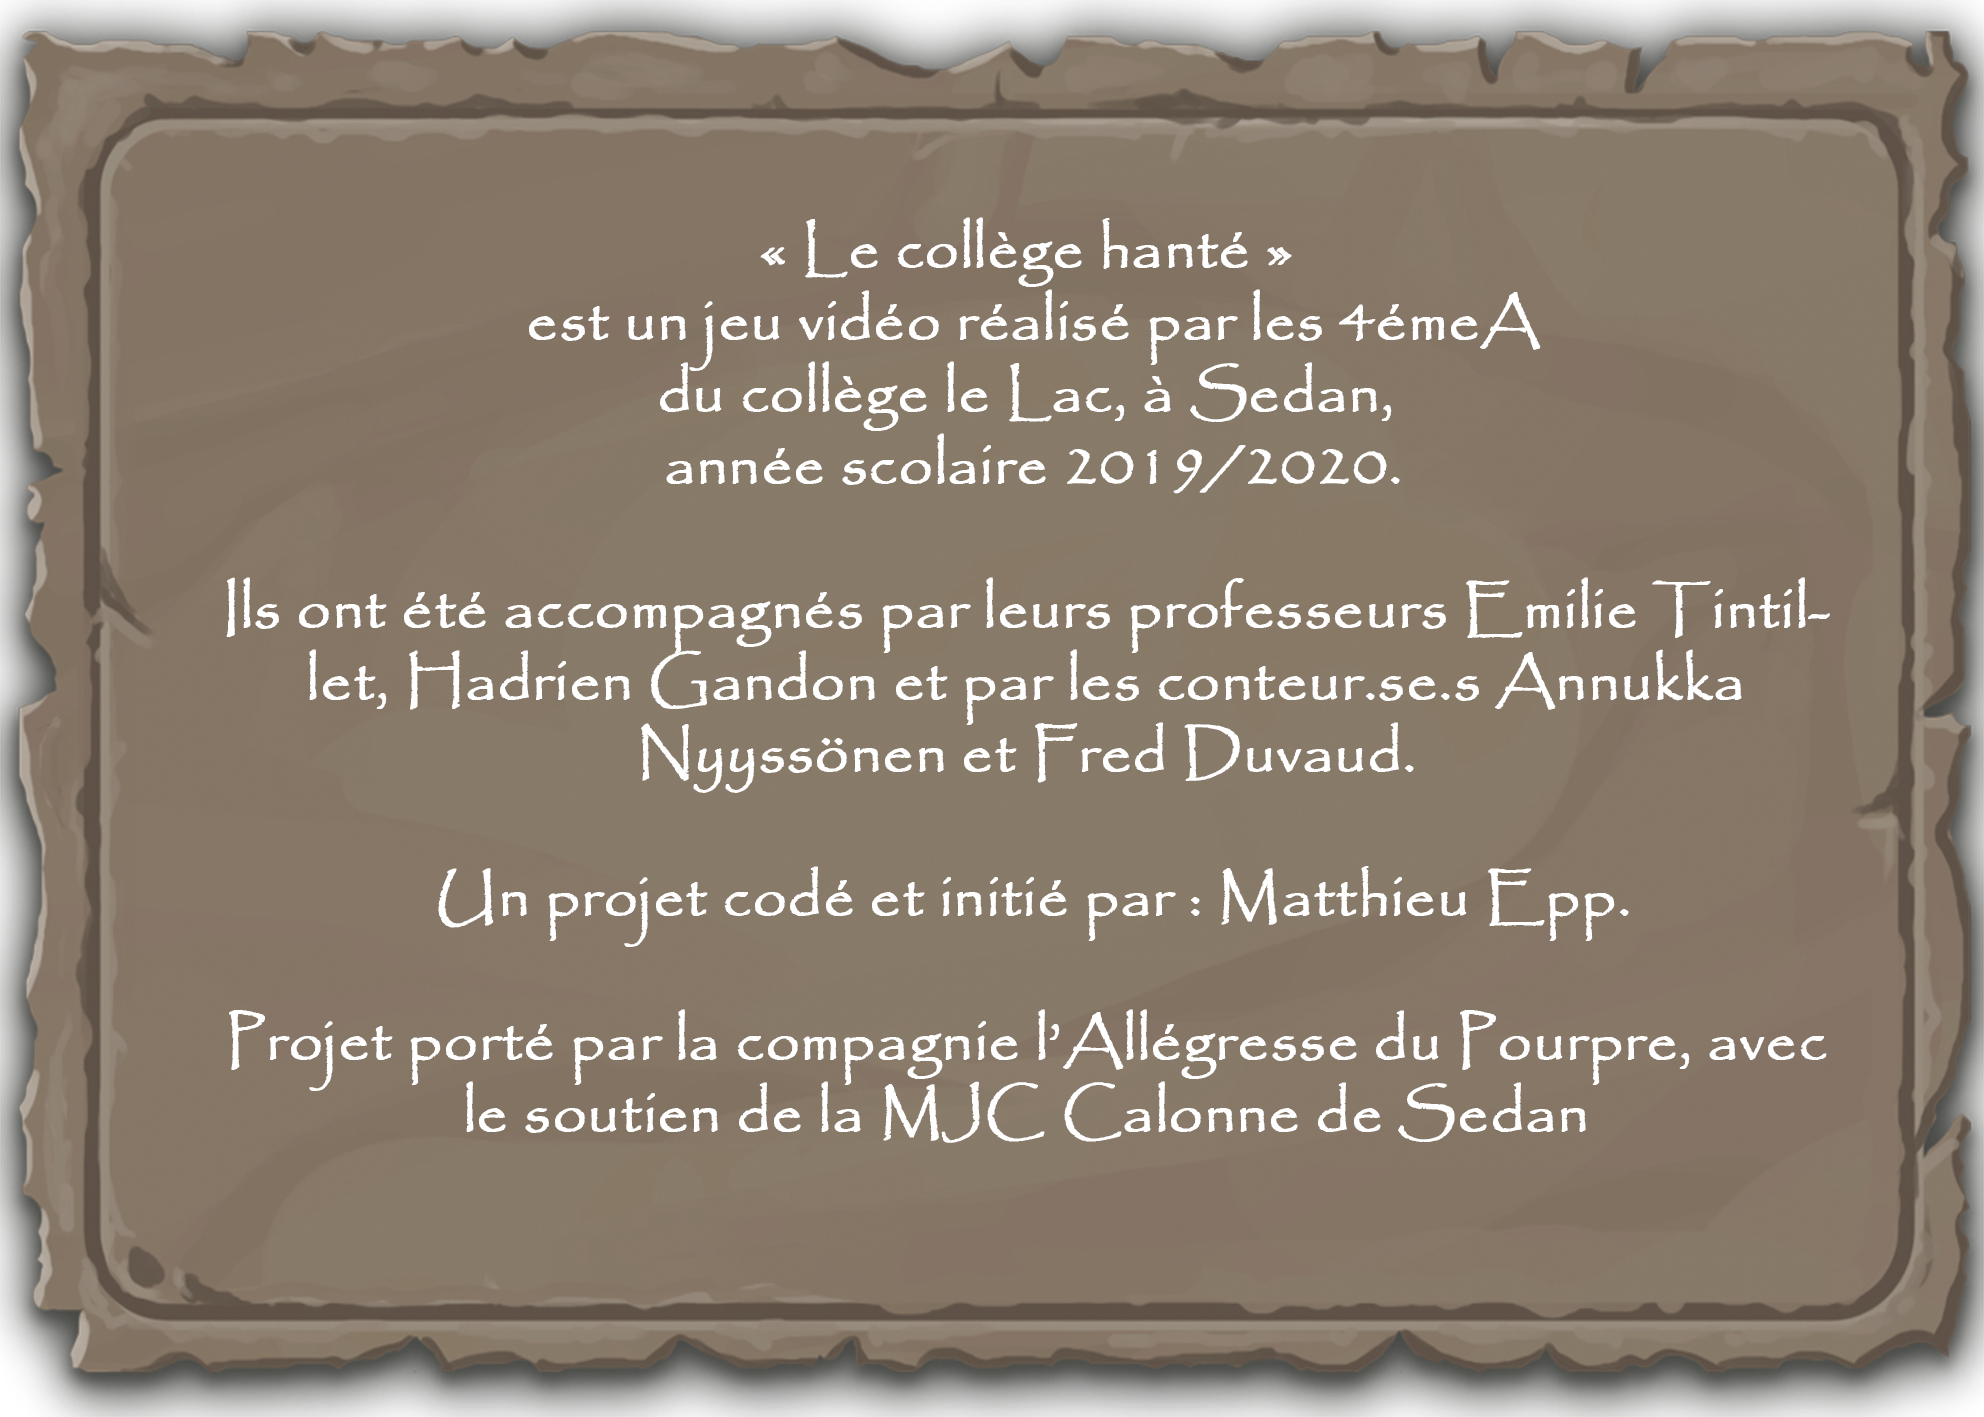 « Le collège hanté »
est un jeu vidéo réalisé par les 4émeA
du collège le Lac, à Sedan,
année scolaire 2019/2020.
Ils ont été accompagnés par leurs professeurs Emilie Tintil-
let, Hadrien Gandon et par les conteur.se.s Annukka
Nyyssönen et Fred Duvaud.
Un projet codé et initié par : Matthieu Epp.
Projet porté par la compagnie l’Allégresse du Pourpre, avec
le soutien de la MJC Calonne de Sedan